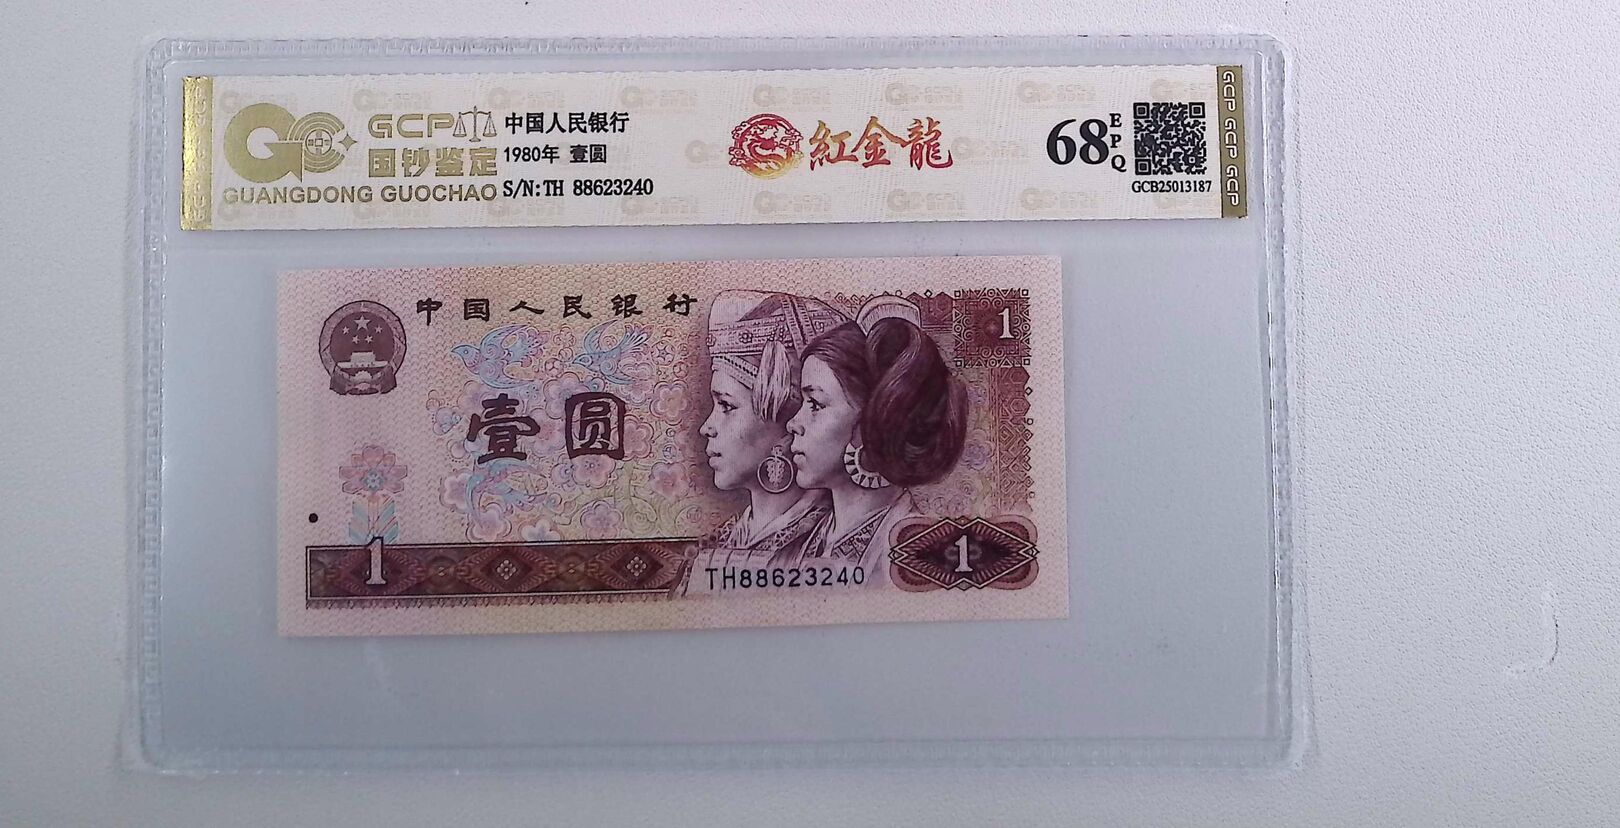 GCP
国钞鉴定
GUANGDONG GUOCHAO
中国人民银行
1980年 壹圆
S/N:TH 88623240
紅金龍
68 EPQ
GCB25013187
GCP GCP GCP
中国人民银行
1
壹圆
1
TH88623240
1